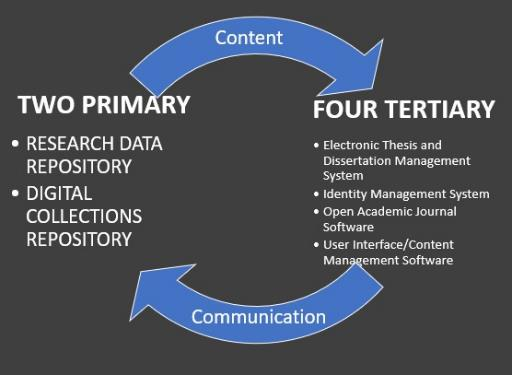 Content
TWO PRIMARY
• RESEARCH DATA
REPOSITORY
• DIGITAL
COLLECTIONS
REPOSITORY
FOUR TERTIARY
• Electronic Thesis and
Dissertation Management
System
• Identity Management System
• Open Academic Journal
Software
• User Interface/Content
Management Software
Communication